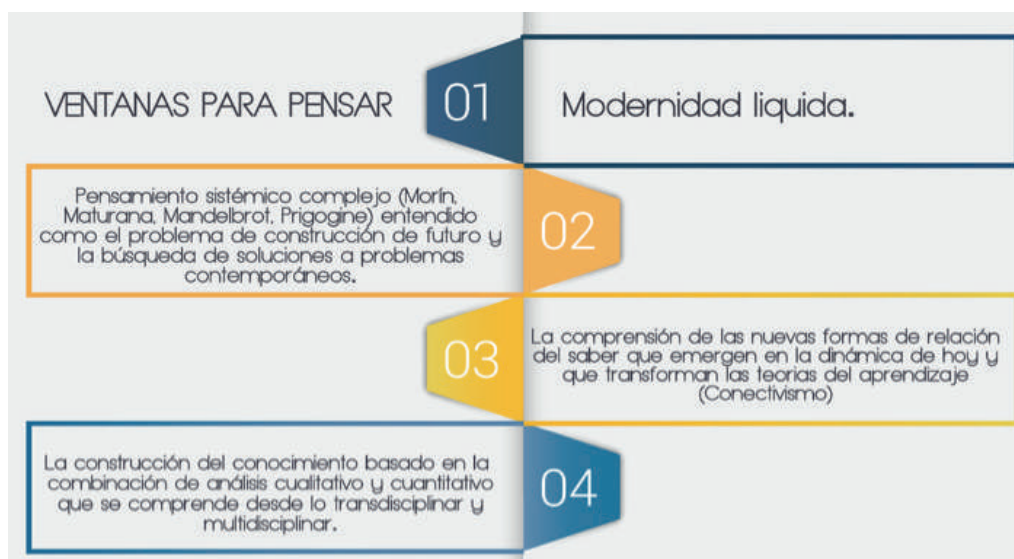 VENTANAS PARA PENSAR
01
Modernidad liquida.
Pensamiento sistémico complejo (Morín,
Maturana, Mandelbrot, Prigogine) entendido
como el problema de construcción de futuro y
la búsqueda de soluciones a problemas
contemporáneos.
02
03
La comprensión de las nuevas formas de relación
del saber que emergen en la dinámica de hoy y
que transforman las teorias del aprendizaje
(Conectivismo)
La construcción del conocimiento basado en la
combinación de análisis cualitativo y cuantitativo
que se comprende desde lo transdisciplinar y
multidisciplinar.
04